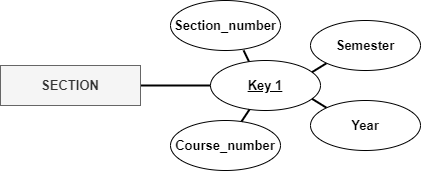 Section_number
Semester
SECTION
Key 1
Year
Course_number